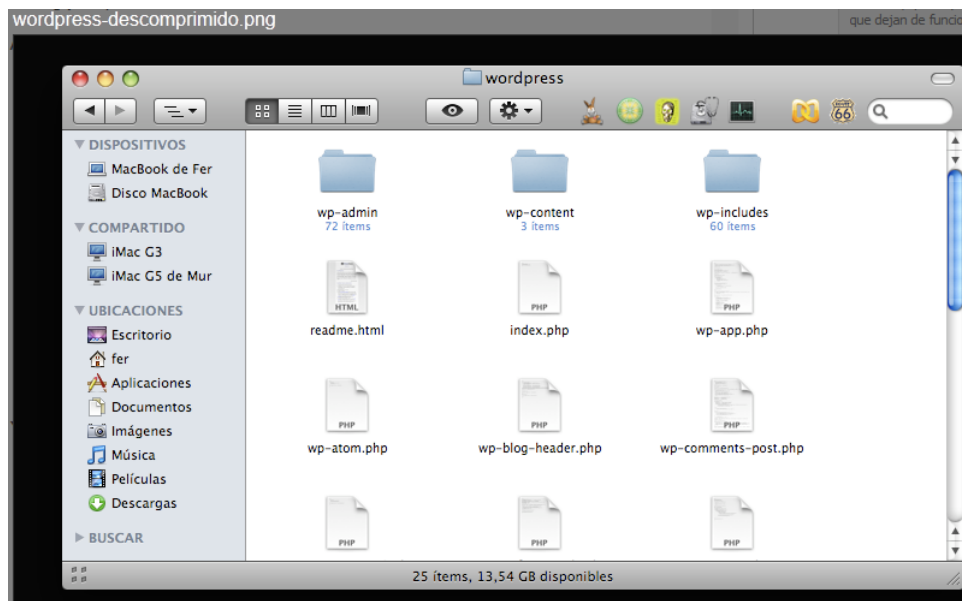 wordpress-descomprimido.png
que dejan de funcio
wordpress
66
DISPOSITIVOS
MacBook de Fer
Disco MacBook
COMPARTIDO
iMac G3
iMac G5 de Mur
UBICACIONES
Escritorio
fer
Aplicaciones
Documentos
Imágenes
Música
Películas
Descargas
BUSCAR
wp-admin
72 ítems
wp-content
3 ítems
wp-includes
60 ítems
HTML
readme.html
PHP
index.php
PHP
wp-app.php
PHP
wp-atom.php
PHP
wp-blog-header.php
PHP
wp-comments-post.php
PHP
PHP
PHP
25 ítems, 13,54 GB disponibles